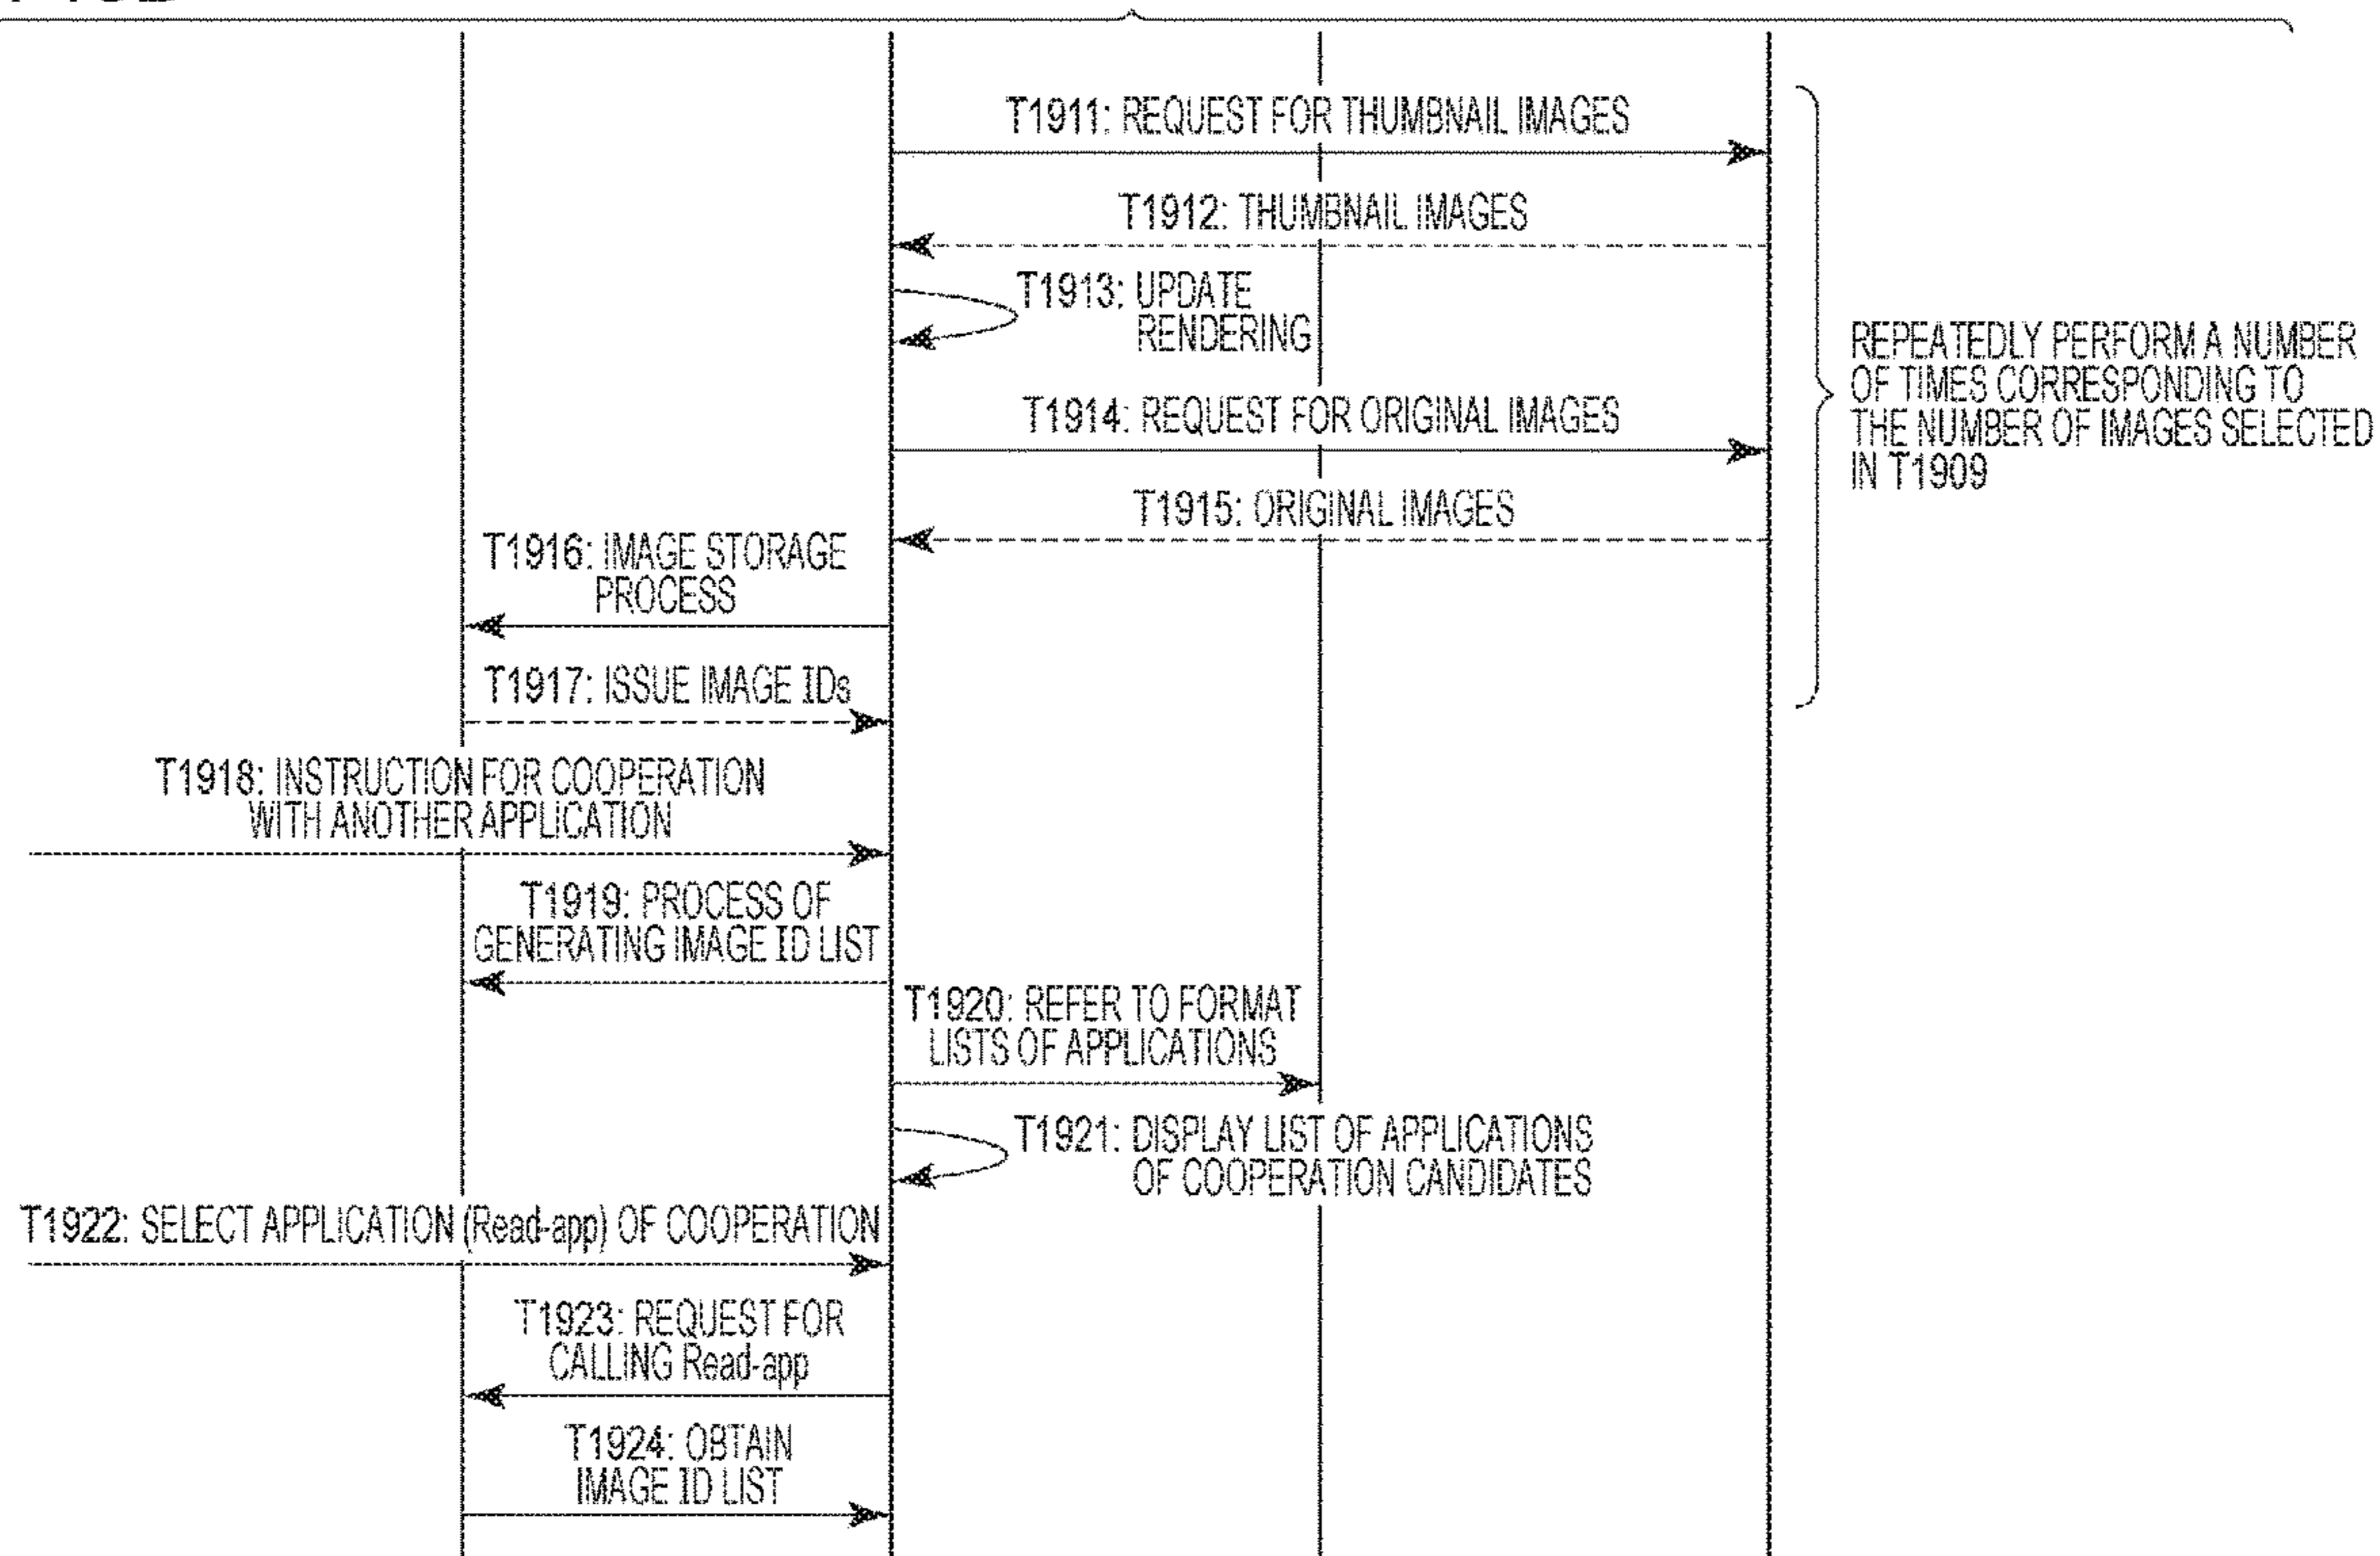 T1911: REQUEST FOR THUMBNAIL IMAGES
T1912: THUMBNAIL IMAGES
T1913: UPDATE
RENDERING
REPEATEDLY PERFORM A NUMBER
OF TIMES CORRESPONDING TO
THE NUMBER OF IMAGES SELECTED
IN T1909
T1914: REQUEST FOR ORIGINAL IMAGES
T1915: ORIGINAL IMAGES
T1916: IMAGE STORAGE
PROCESS
T1917: ISSUE IMAGE IDs
T1918: INSTRUCTION FOR COOPERATION
WITH ANOTHER APPLICATION
T1919: PROCESS OF
GENERATING IMAGE ID LIST
T1920: REFER TO FORMAT
LISTS OF APPLICATIONS
T1921: DISPLAY LIST OF APPLICATIONS
OF COOPERATION CANDIDATES
T1922: SELECT APPLICATION (Read-app) OF COOPERATION
T1923: REQUEST FOR
CALLING Read-app
T1924: OBTAIN
IMAGE ID LIST